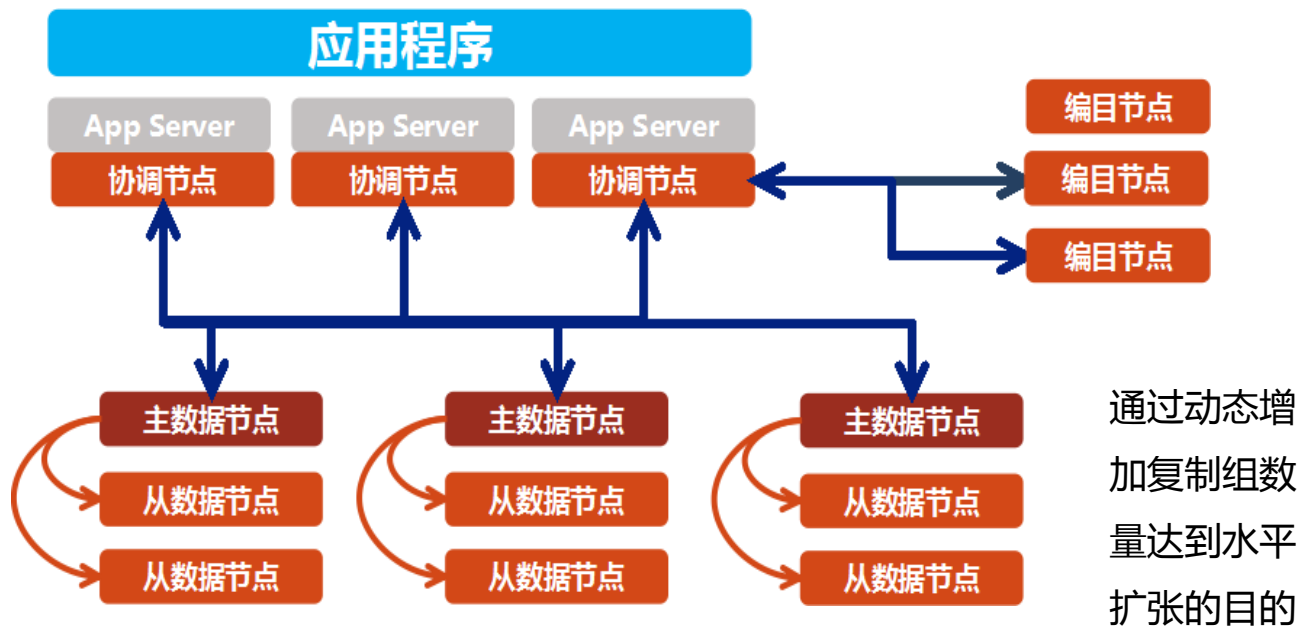 应用程序
App Server
App Server
App Server
协调节点
协调节点
协调节点
编目节点
编目节点
编目节点
主数据节点
主数据节点
主数据节点
从数据节点
从数据节点
从数据节点
从数据节点
从数据节点
从数据节点
通过动态增
加复制组数
量达到水平
扩张的目的